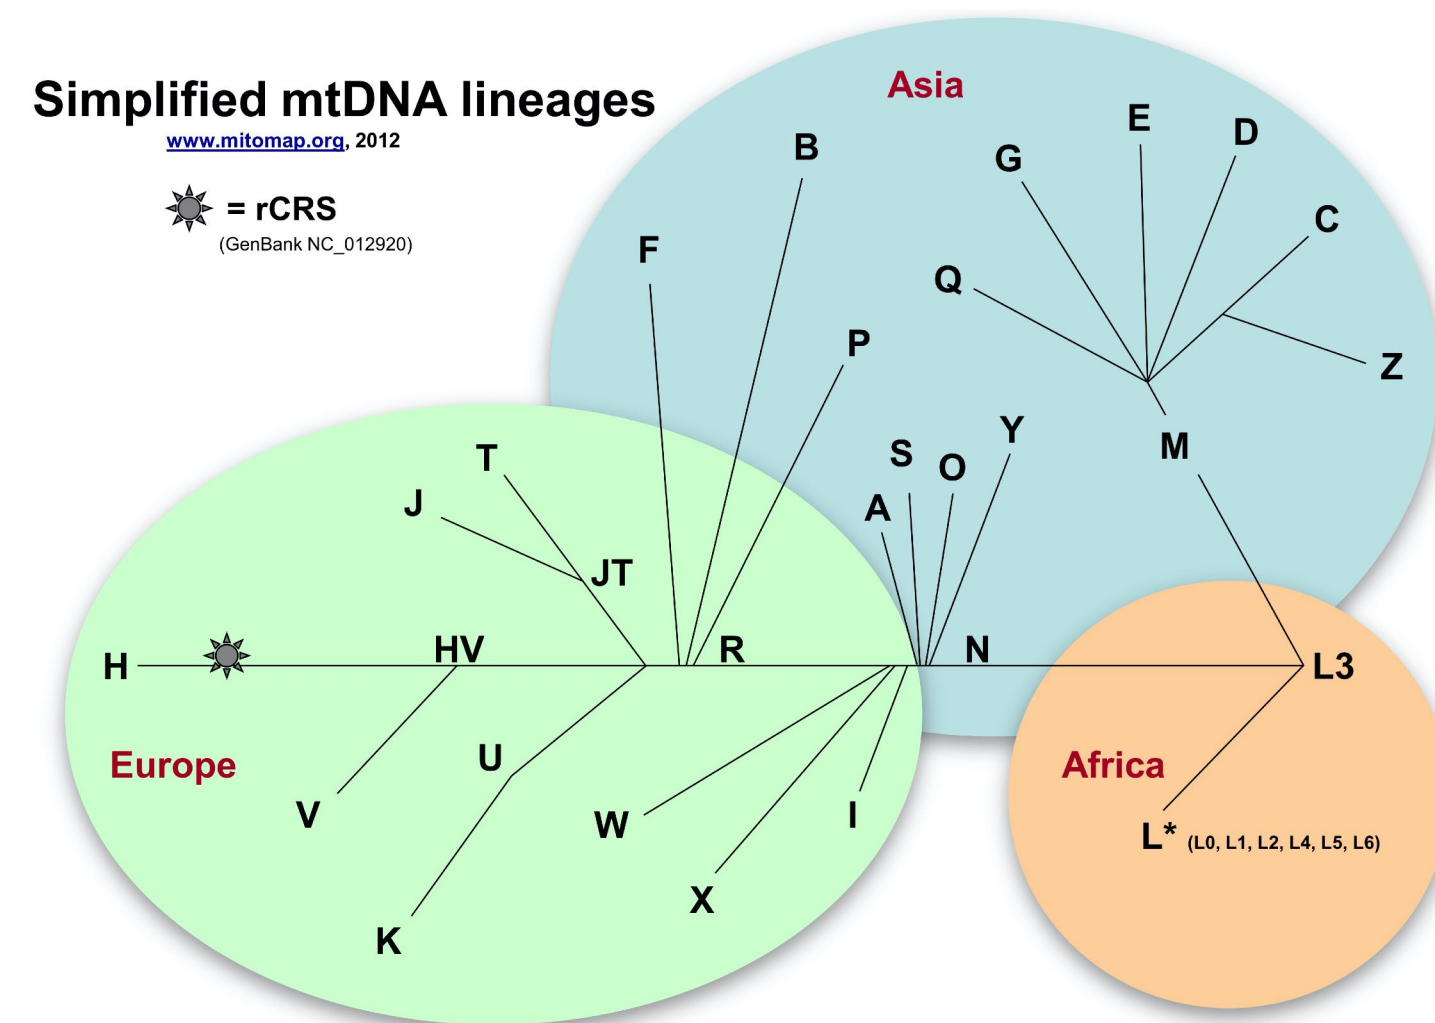 Simplified mtDNA lineages
www.mitomap.org, 2012
= rCRS
(GenBank NC_012920)
Asia
B
E
D
G
C
F
Q
P
Z
Y
M
S
O
A
T
J
JT
H
HV
R
N
L3
Europe
U
V
W
I
X
K
Africa
L* (L0, L1, L2, L4, L5, L6)